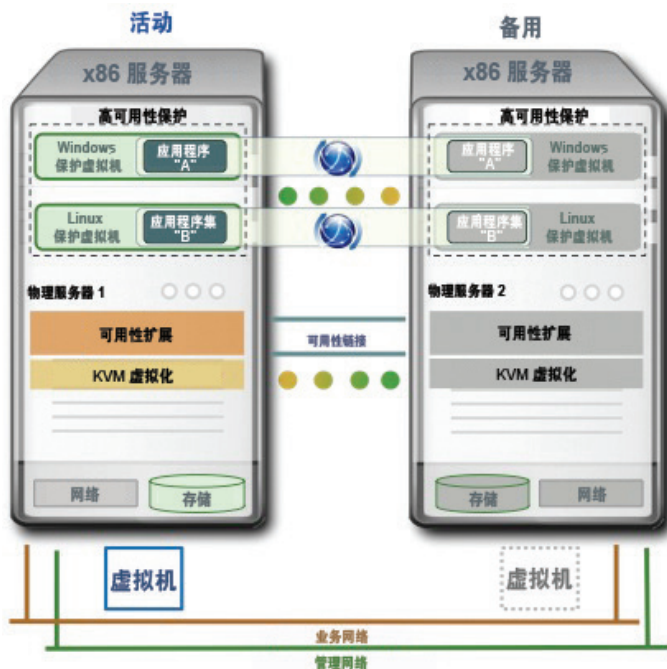 活动
备用
x86 服务器
x86 服务器
高可用性保护
高可用性保护
Windows
保护虚拟机
应用程序
"A"
应用程序
"A"
Windows
保护虚拟机
Linux
保护虚拟机
应用程序集
"B"
应用程序集
"B"
Linux
保护虚拟机
物理服务器 1
物理服务器 2
可用性扩展
可用性链接
可用性扩展
KVM 虚拟化
KVM 虚拟化
网络
存储
存储
网络
虚拟机
虚拟机
业务网络
管理网络